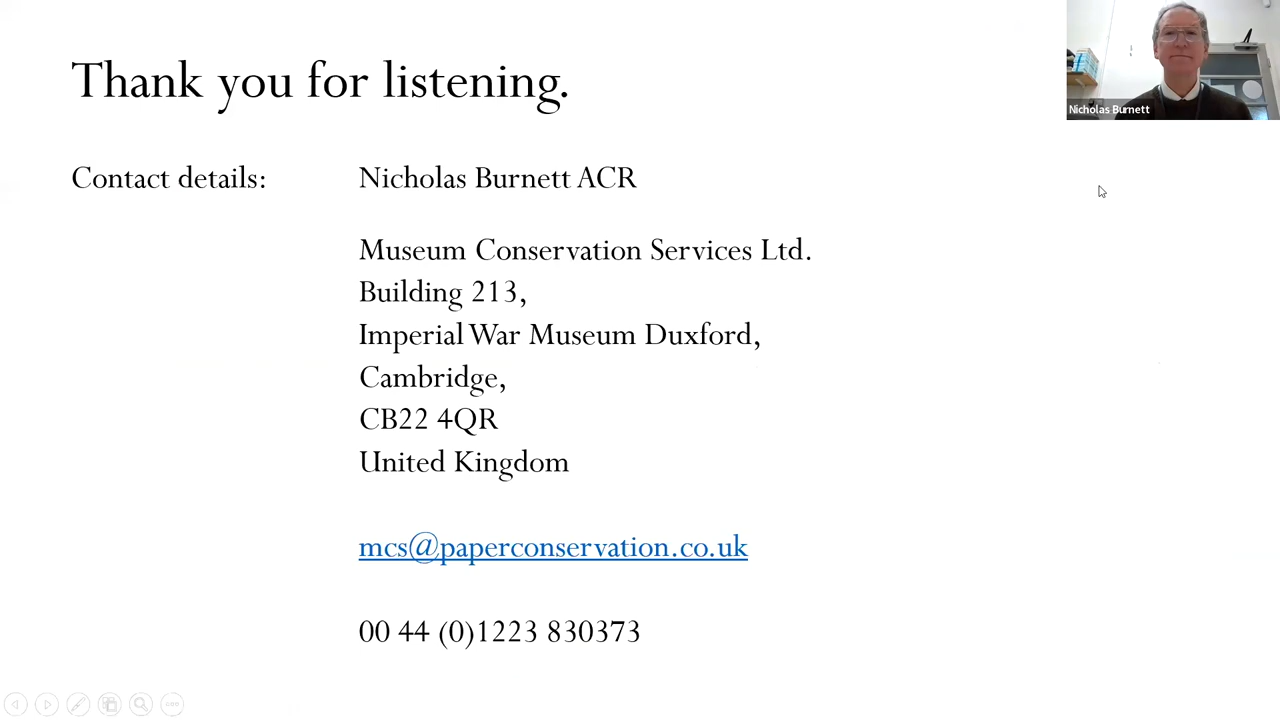 Thank you for listening.
Nicholas Burnett
Contact details: Nicholas Burnett ACR
Museum Conservation Services Ltd.
Building 213,
Imperial War Museum Duxford,
Cambridge,
CB22 4QR
United Kingdom
mcs@paperconservation.co.uk
00 44 (0)1223 830373